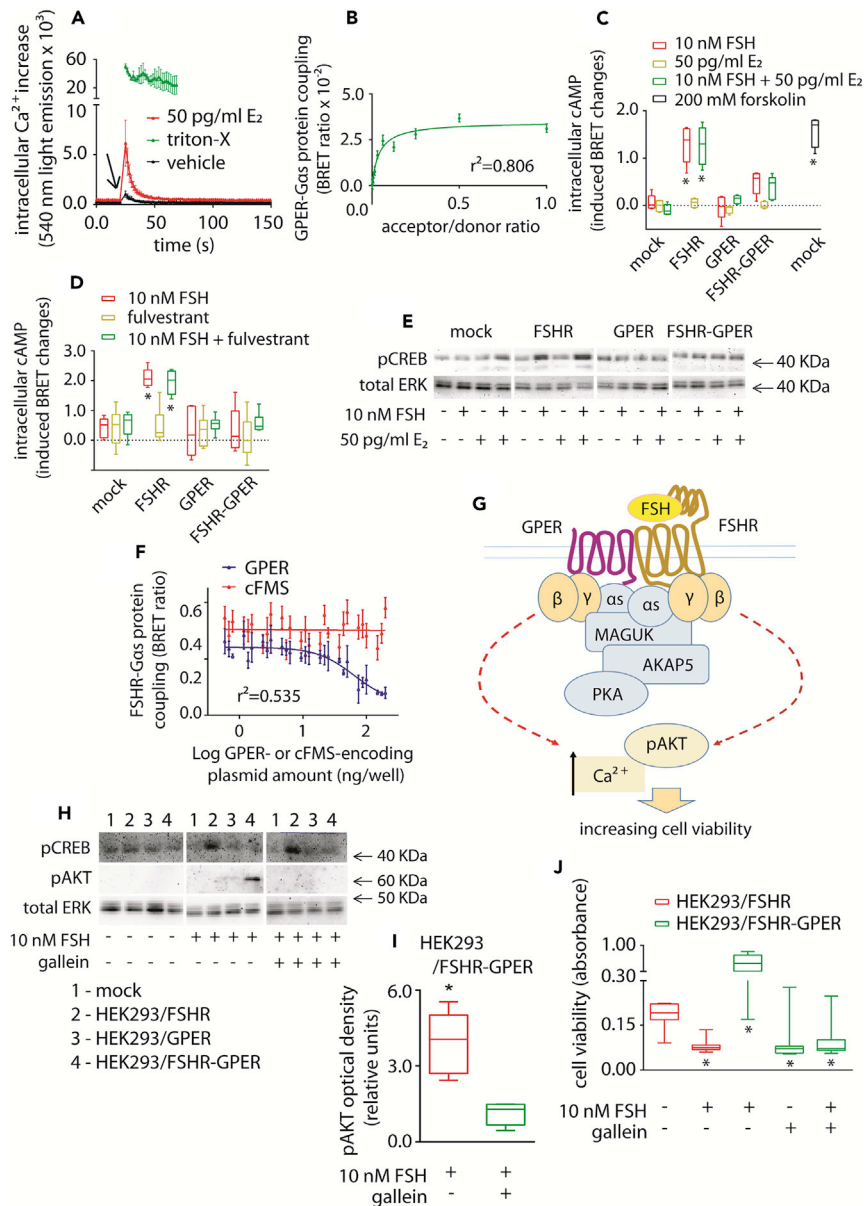 A
intracellular Ca²⁺ increase
(540 nm light emission x 10³)
60
40
20
0
10.0
5.0
0.0
50 pg/ml E₂
triton-X
vehicle
0.0 50 100 150
time (s)
B
GPER-Gαs protein coupling
(BRET ratio x 10⁻²)
5.0
2.5
0.0
r²=0.806
0.5 1.0
acceptor/donor ratio
C
10 nM FSH
50 pg/ml E₂
10 nM FSH + 50 pg/ml E₂
200 mM forskolin
intracellular cAMP
(induced BRET changes)
2.0
1.0
0.0
* * *
mock FSHR GPER FSHR-GPER mock
D
10 nM FSH
fulvestrant
10 nM FSH + fulvestrant
intracellular cAMP
(induced BRET changes)
3.0
2.0
1.0
0.0
* *
mock FSHR GPER FSHR-GPER
E
mock FSHR GPER FSHR-GPER
pCREB ← 40 KDa
total ERK ← 40 KDa
10 nM FSH - + - + - + - + - + - + - + - +
50 pg/ml E₂ - - + + - - + + - - + + - - + +
F
GPER
cFMS
FSHR-Gαs protein
coupling (BRET ratio)
0.6
0.4
0.2
0.0
r²=0.535
0 1 2
Log GPER- or cFMS-encoding
plasmid amount (ng/well)
G
FSH
GPER FSHR
β γ αs αs γ β
MAGUK
AKAP5
PKA
pAKT
Ca²⁺
increasing cell viability
H
1 2 3 4 1 2 3 4 1 2 3 4
pCREB ← 40 KDa
pAKT ← 60 KDa
← 50 KDa
total ERK
10 nM FSH - - - - + + + + + + + +
gallein - - - - - - - - + + + +
1 - mock
2 - HEK293/FSHR
3 - HEK293/GPER
4 - HEK293/FSHR-GPER
I
HEK293
/FSHR-GPER
pAKT optical density
(relative units)
6.0
3.0
0.0
*
10 nM FSH + +
gallein - +
J
HEK293/FSHR
HEK293/FSHR-GPER
cell viability (absorbance)
1.00
0.30
0.15
0.00
* * * *
10 nM FSH - + + - +
gallein - - - + +